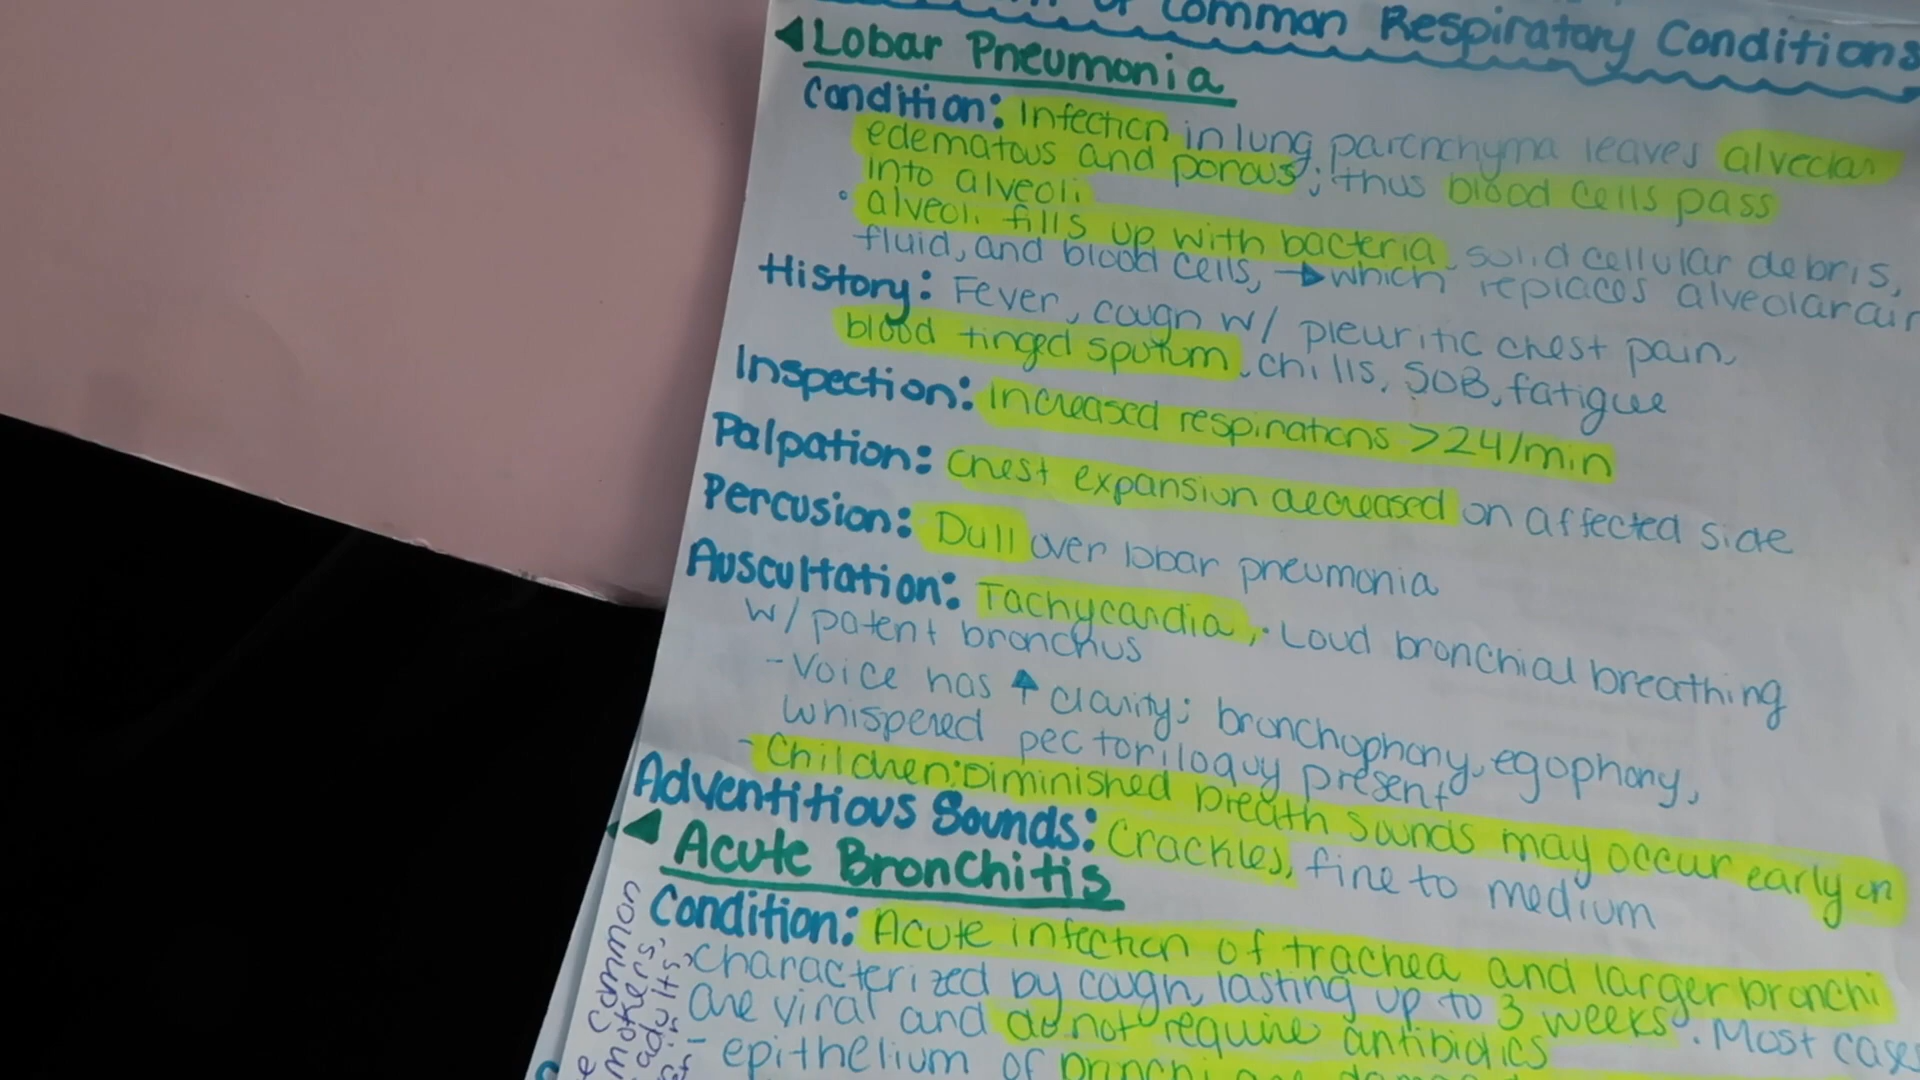 of Common Respiratory Conditions
Lobar Pneumonia
Condition: Infection in lung parenchyma leaves alveolar
edematous and porous; thus blood cells pass
into alveoli
• alveoli fills up with bacteria, solid cellular debris,
fluid, and blood cells, → which replaces alveolar air
History: Fever, cough w/ pleuritic chest pain,
blood tinged sputum, chills, SOB, fatigue
Inspection: increased respirations >24/min
Palpation: chest expansion decreased on affected side
Percusion: Dull over lobar pneumonia
Auscultation: Tachycardia, • Loud bronchial breathing
w/ patent bronchus
- Voice has ↑ clarity; bronchophony, egophony,
whispered pectoriloquy present
- Children: Diminished breath sounds may occur early on
Adventitious Sounds: Crackles, fine to medium
Acute Bronchitis
Condition: Acute infection of trachea and larger bronchi
characterized by cough, lasting up to 3 weeks. Most cases
are viral and do not require antibiotics
- epithelium of bronchi are
common
adults,